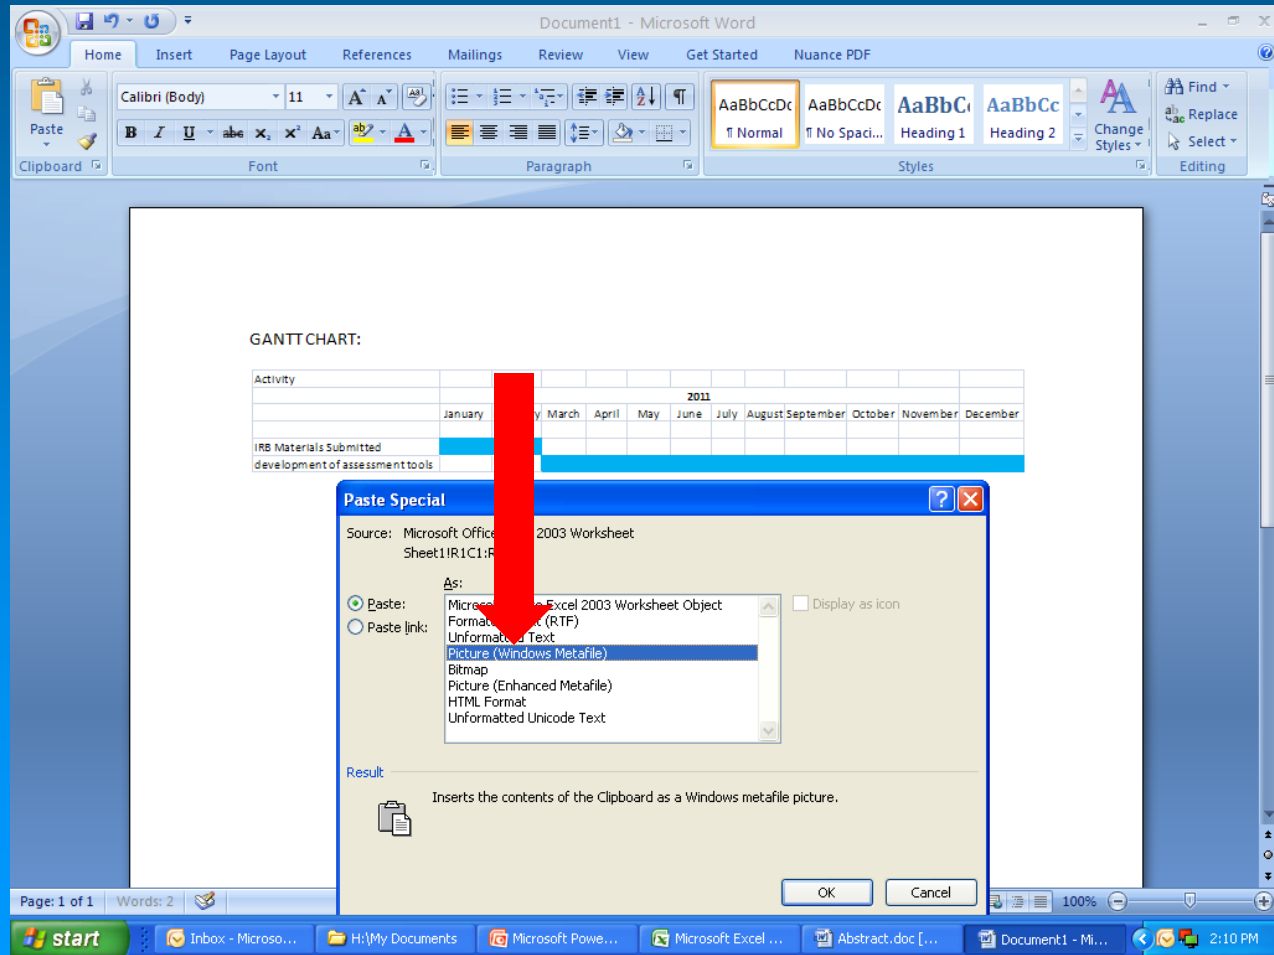 Document1 - Microsoft Word
Home Insert Page Layout References Mailings Review View Get Started Nuance PDF
Calibri (Body) 11
Paste
B I U abc x₂ x² Aa A
AaBbCcDc AaBbCcDc AaBbC AaBbCc
¶ Normal ¶ No Spaci... Heading 1 Heading 2
Change Styles
Find
Replace
Select
Clipboard Font Paragraph Styles Editing
GANTT CHART:
Activity
2011
January March April May June July August September October November December
IRB Materials Submitted
development of assessment tools
Paste Special
Source: Microsoft 2003 Worksheet
As:
Paste:
Paste link:
Excel 2003 Worksheet Object
(RTF)
Text
Picture (Windows Metafile)
Bitmap
Picture (Enhanced Metafile)
HTML Format
Unformatted Unicode Text
Display as icon
Result
Inserts the contents of the Clipboard as a Windows metafile picture.
OK Cancel
Page: 1 of 1 Words: 2 100%
start Inbox - Microso... H:\My Documents Microsoft Powe... Microsoft Excel ... Abstract.doc [... Document1 - Mi... 2:10 PM